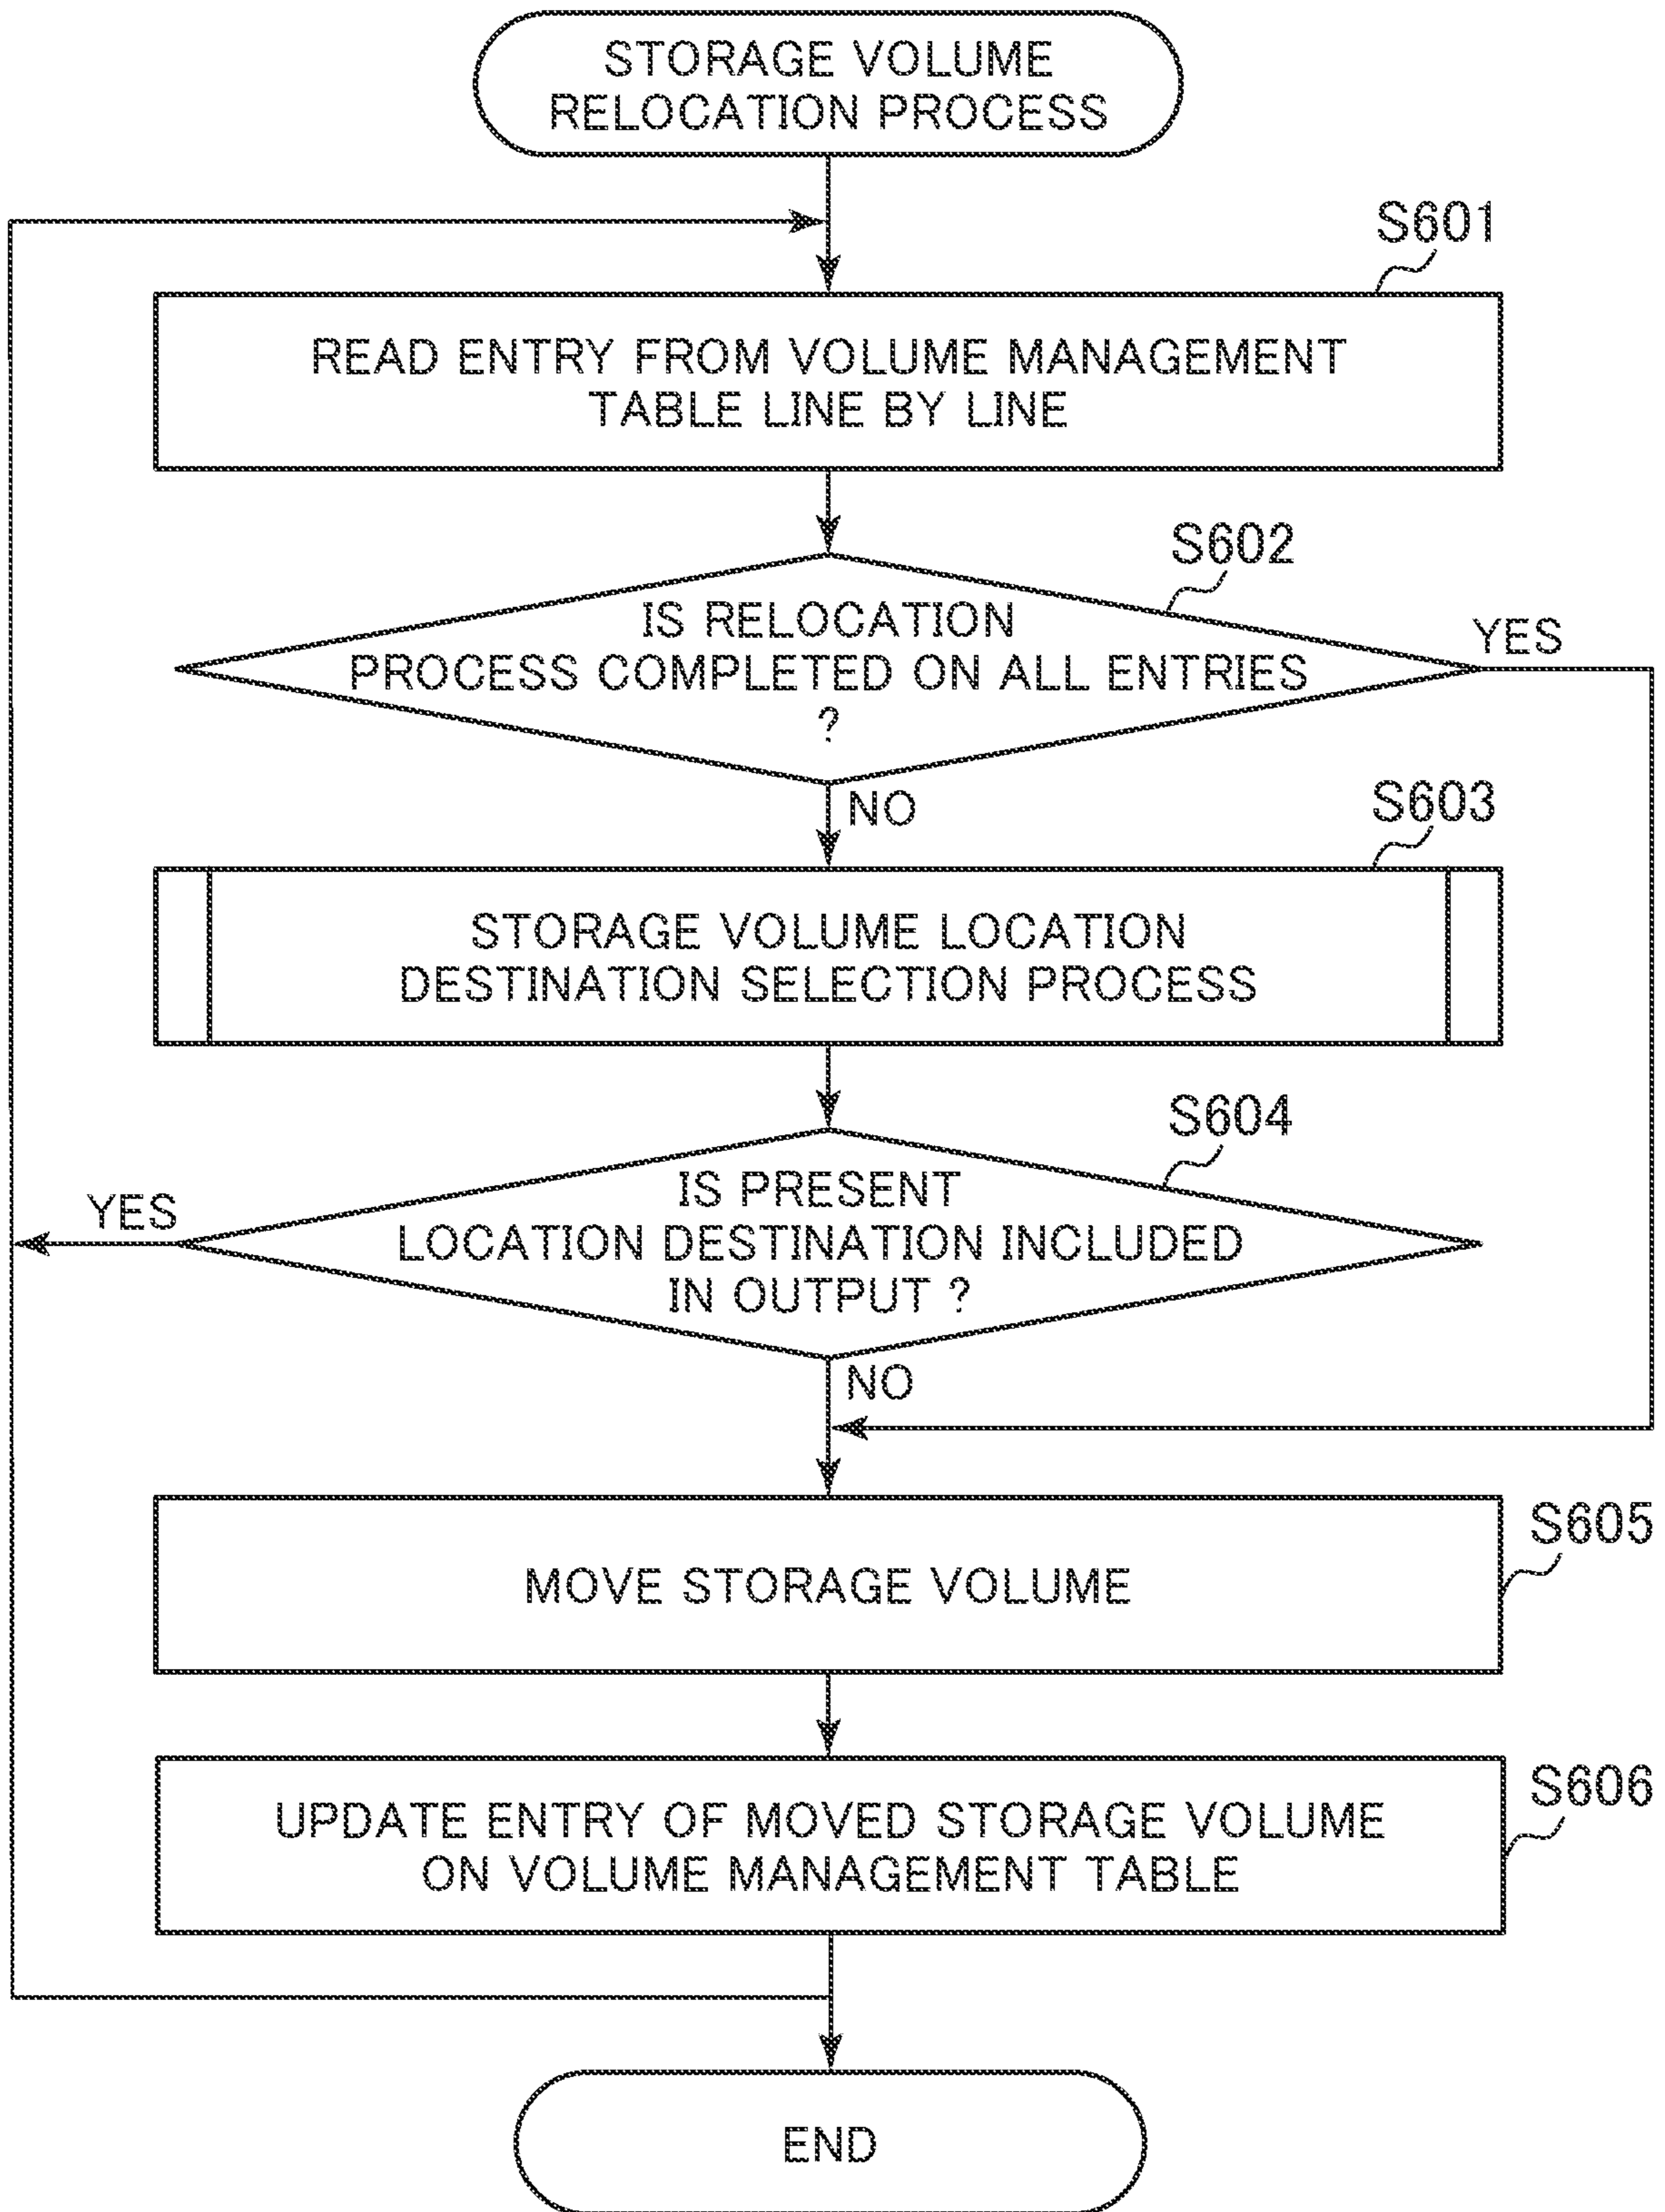 STORAGE VOLUME
RELOCATION PROCESS
S601
READ ENTRY FROM VOLUME MANAGEMENT
TABLE LINE BY LINE
S602
IS RELOCATION
PROCESS COMPLETED ON ALL ENTRIES
?
YES
NO
S603
STORAGE VOLUME LOCATION
DESTINATION SELECTION PROCESS
S604
IS PRESENT
LOCATION DESTINATION INCLUDED
IN OUTPUT ?
YES
NO
S605
MOVE STORAGE VOLUME
S606
UPDATE ENTRY OF MOVED STORAGE VOLUME
ON VOLUME MANAGEMENT TABLE
END